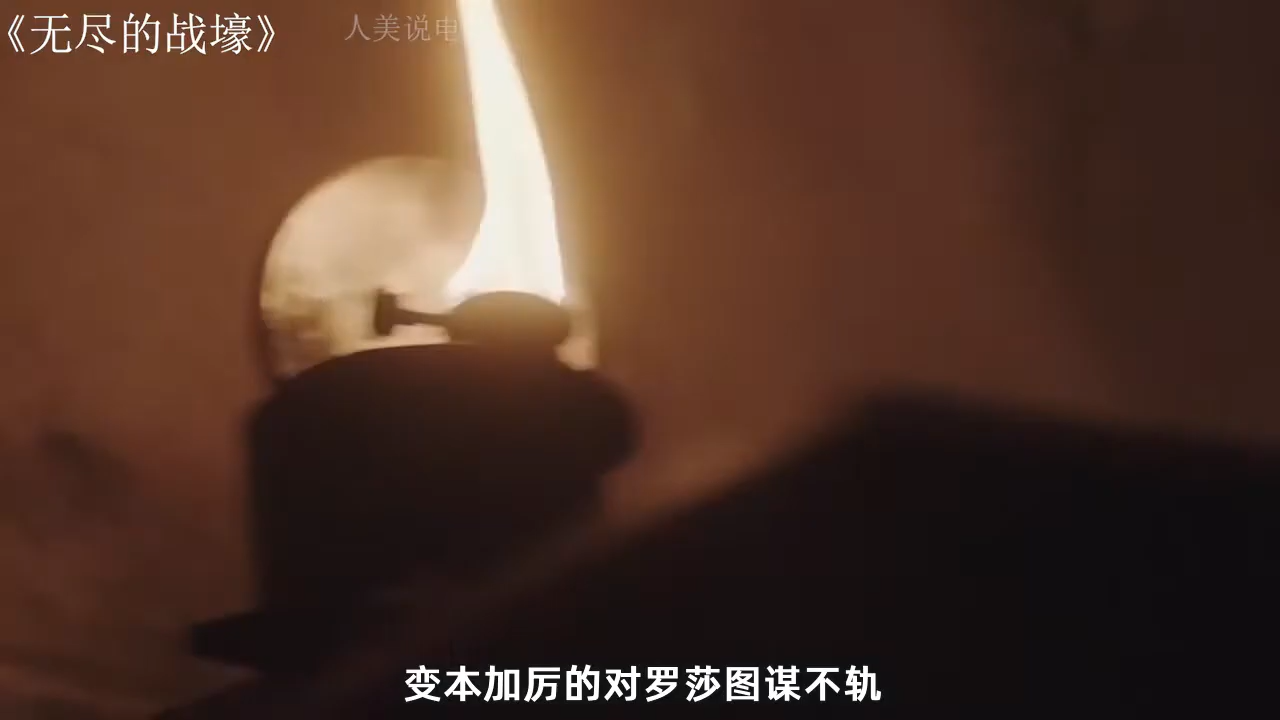 《无尽的战壕》
人美说电
变本加厉的对罗莎图谋不轨